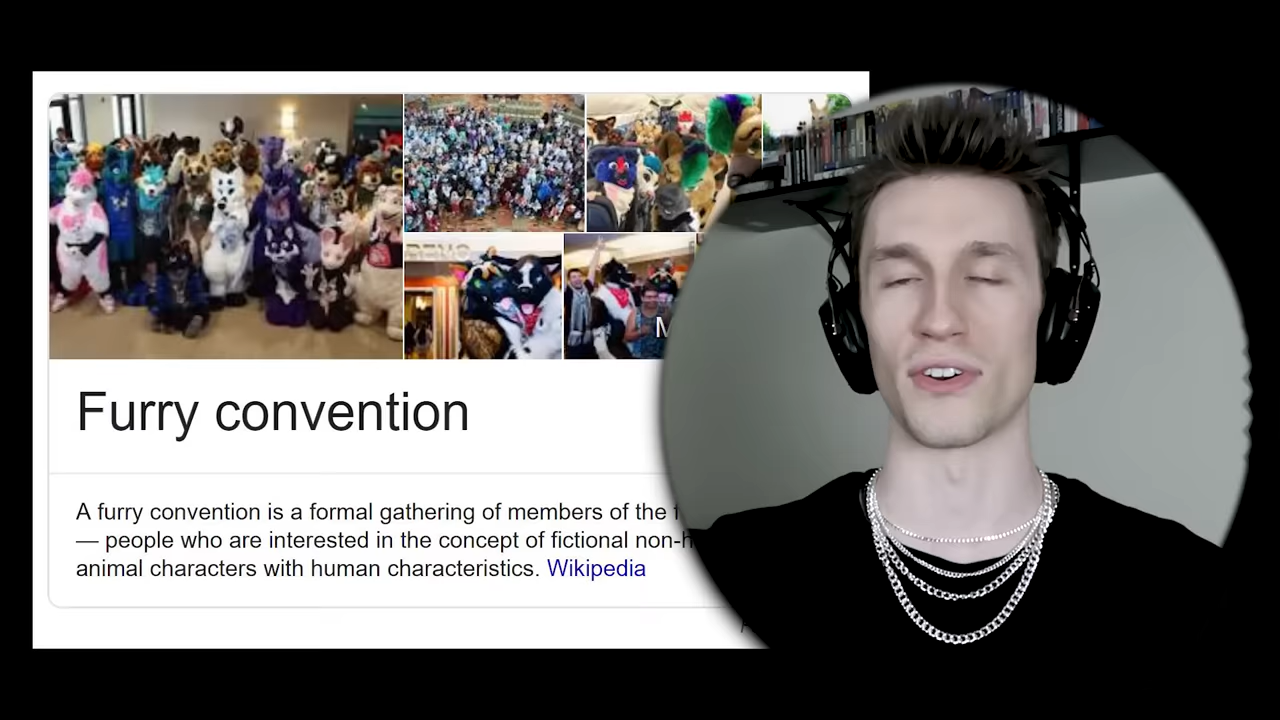 Furry convention
A furry convention is a formal gathering of members of the
— people who are interested in the concept of fictional
animal characters with human characteristics. Wikipedia